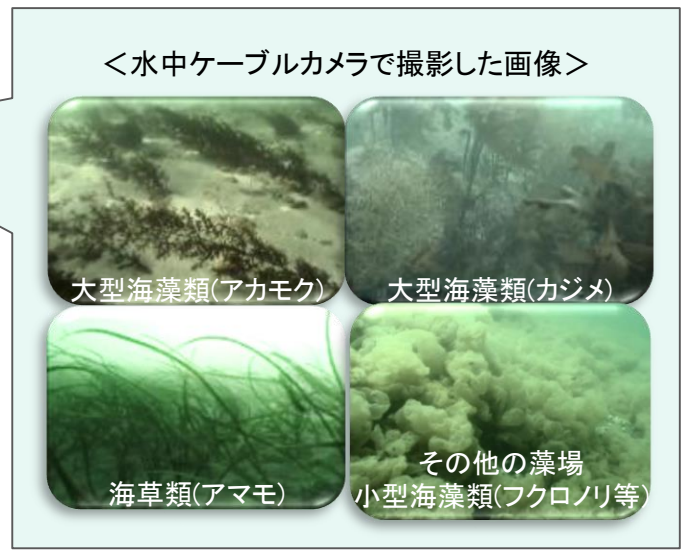 ＜水中ケーブルカメラで撮影した画像＞
大型海藻類(アカモク)
大型海藻類(カジメ)
海草類(アマモ)
その他の藻場
小型海藻類(フクロノリ等)